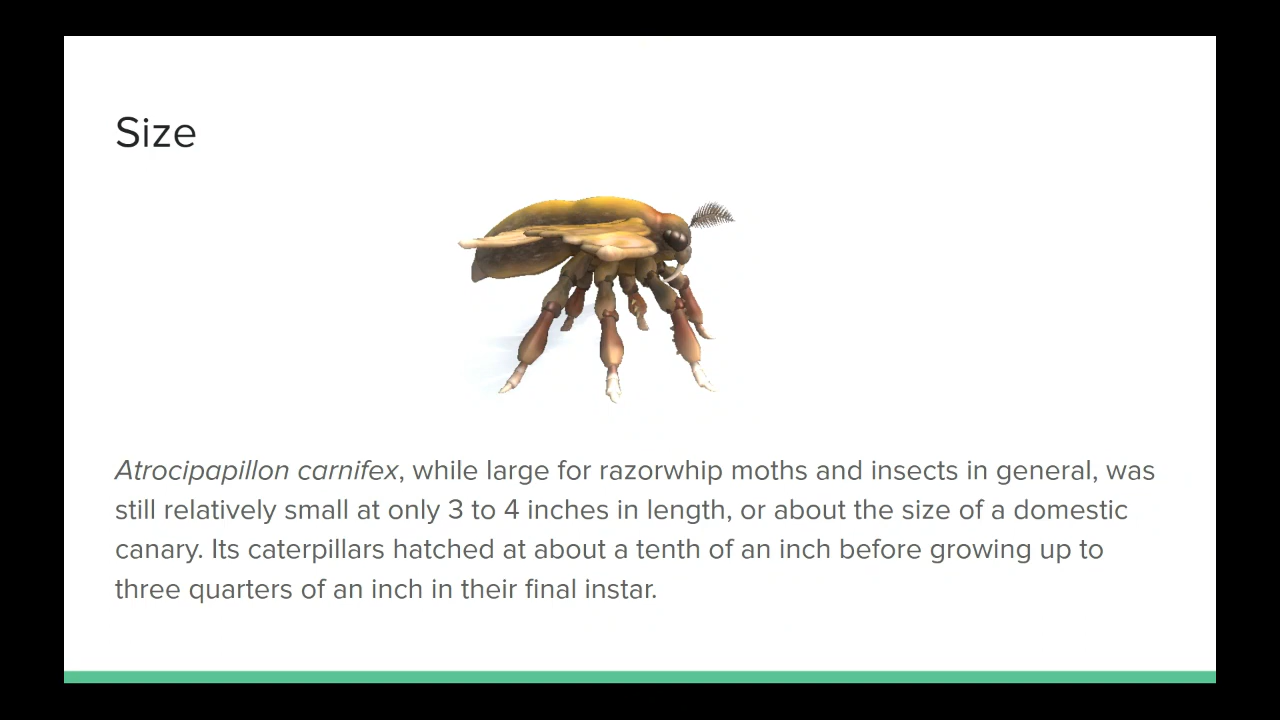 Size
Atrocipapillon carnifex, while large for razorwhip moths and insects in general, was
still relatively small at only 3 to 4 inches in length, or about the size of a domestic
canary. Its caterpillars hatched at about a tenth of an inch before growing up to
three quarters of an inch in their final instar.